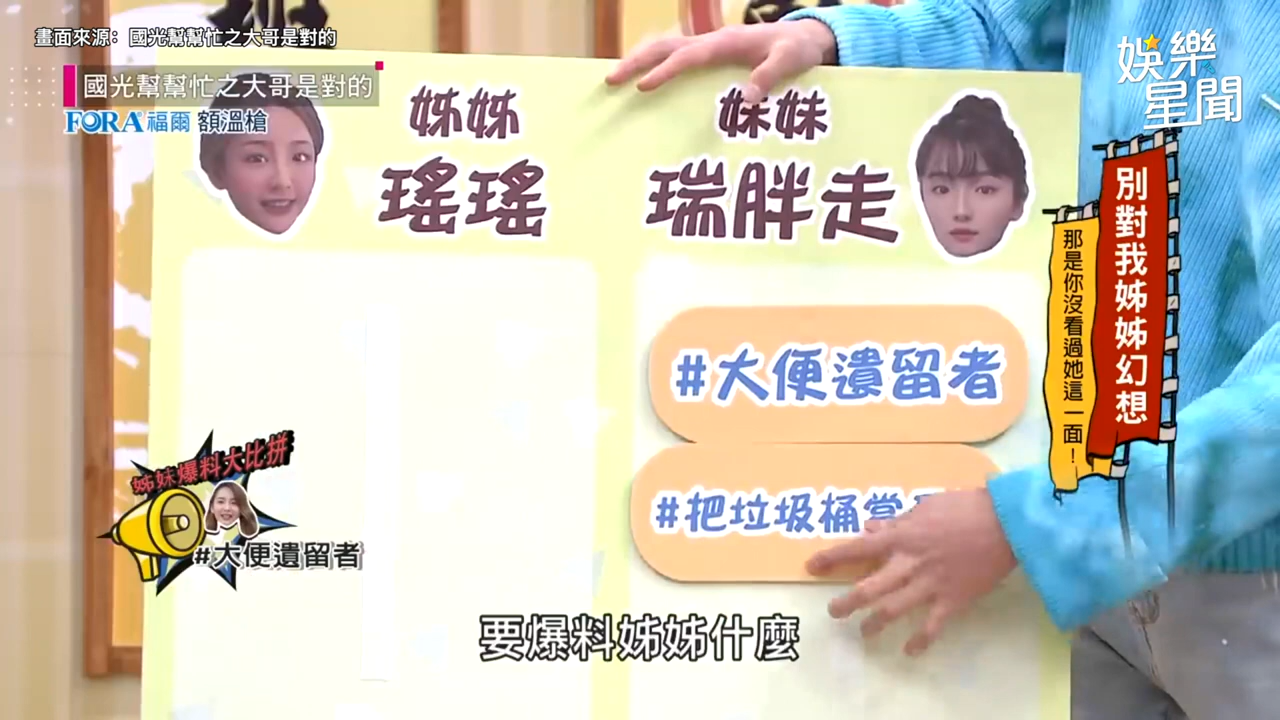 畫面來源：國光幫幫忙之大哥是對的
國光幫幫忙之大哥是對的
FORA福爾 額溫槍
娛樂
星聞
姊姊
瑤瑤
妹妹
瑞胖走
#大便遺留者
#把垃圾桶當
別對我姊姊幻想
那是你沒看過她這一面！
姊妹爆料大比拼
#大便遺留者
要爆料姊姊什麼